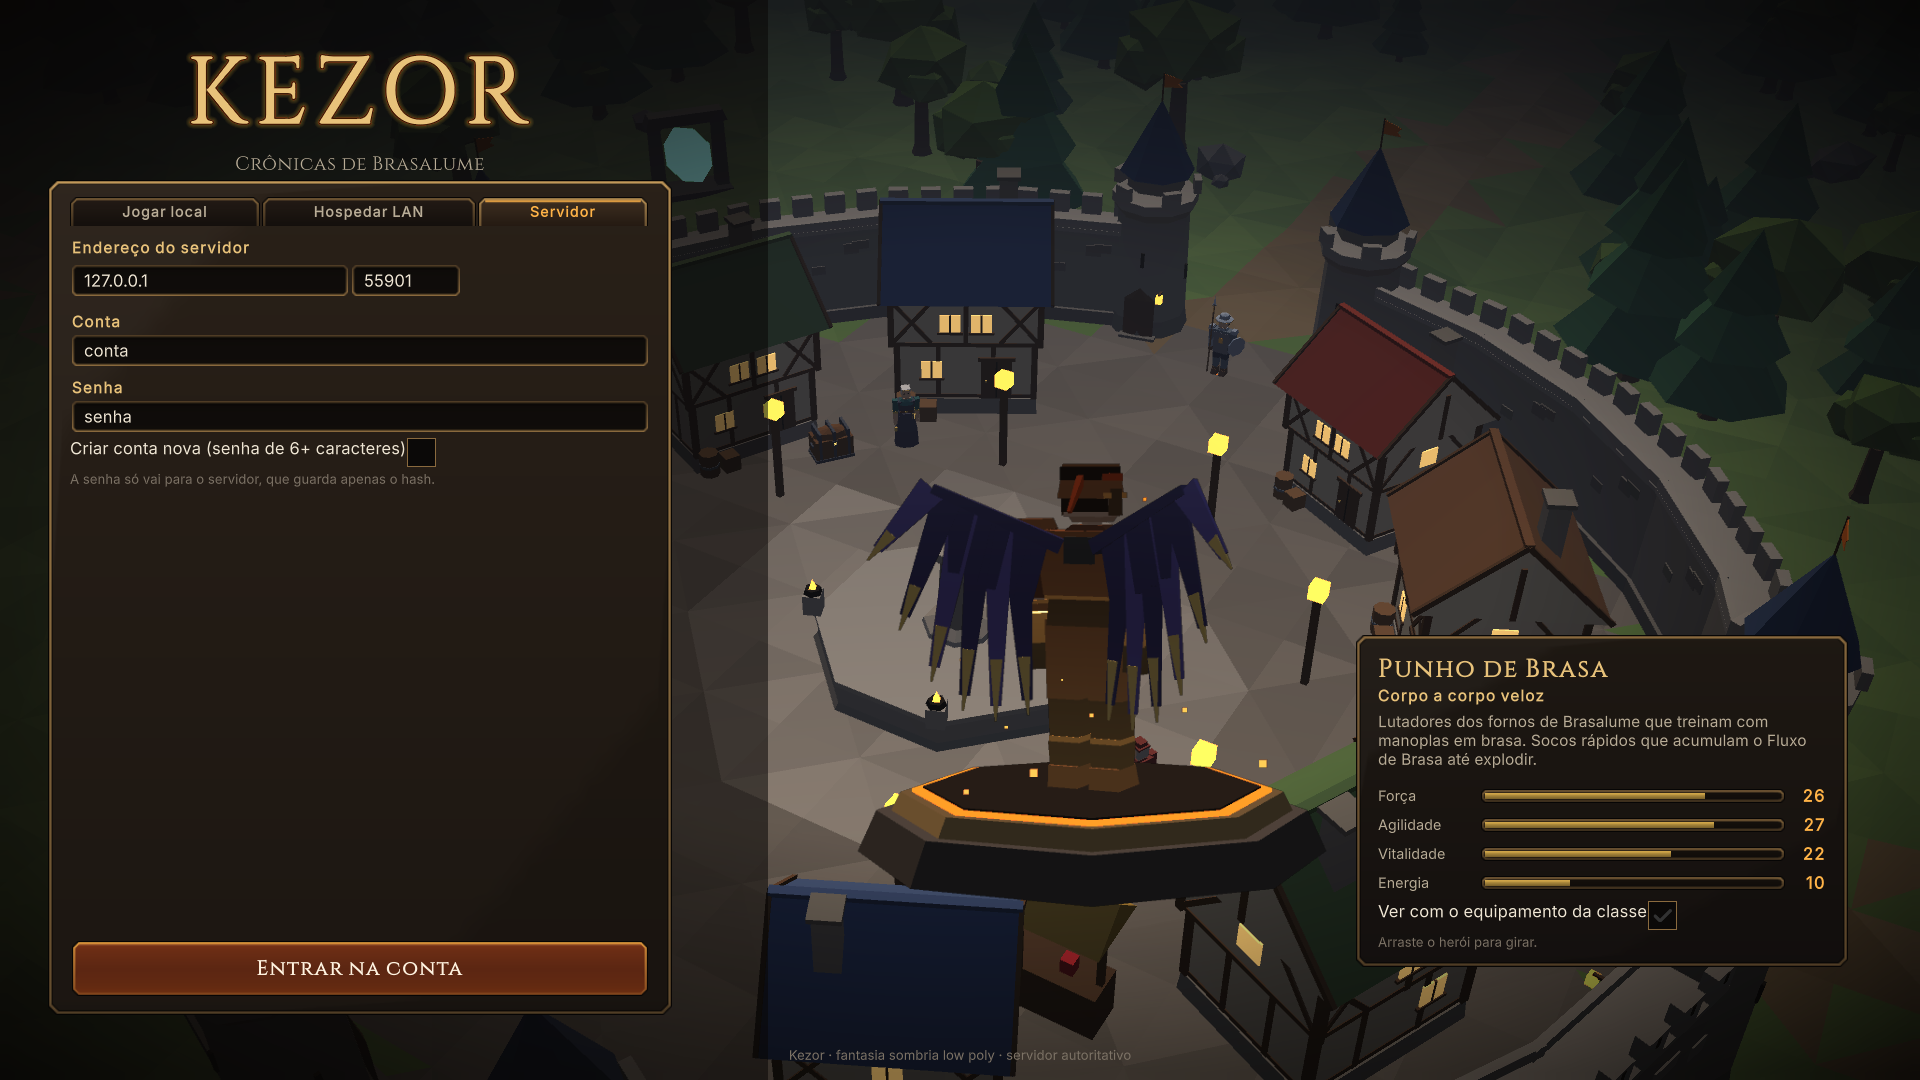 KEZOR
Crônicas de Brasalume
Jogar local
Hospedar LAN
Servidor
Endereço do servidor
127.0.0.1
55901
Conta
conta
Senha
senha
Criar conta nova (senha de 6+ caracteres)
A senha só vai para o servidor, que guarda apenas o hash.
Entrar na conta
Punho de Brasa
Corpo a corpo veloz
Lutadores dos fornos de Brasalume que treinam com
manoplas em brasa. Socos rápidos que acumulam o Fluxo
de Brasa até explodir.
Força 26
Agilidade 27
Vitalidade 22
Energia 10
Ver com o equipamento da classe
Arraste o herói para girar.
Kezor · fantasia sombria low poly · servidor autoritativo